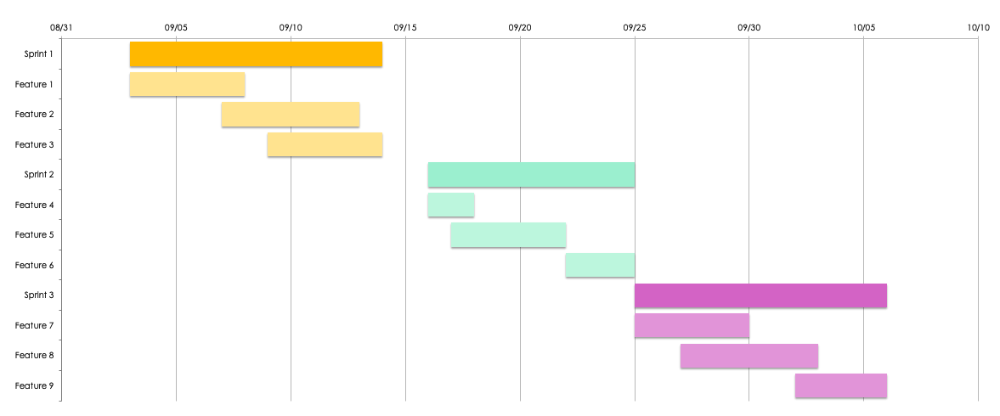 08/31 09/05 09/10 09/15 09/20 09/25 09/30 10/05 10/10
Sprint 1
Feature 1
Feature 2
Feature 3
Sprint 2
Feature 4
Feature 5
Feature 6
Sprint 3
Feature 7
Feature 8
Feature 9